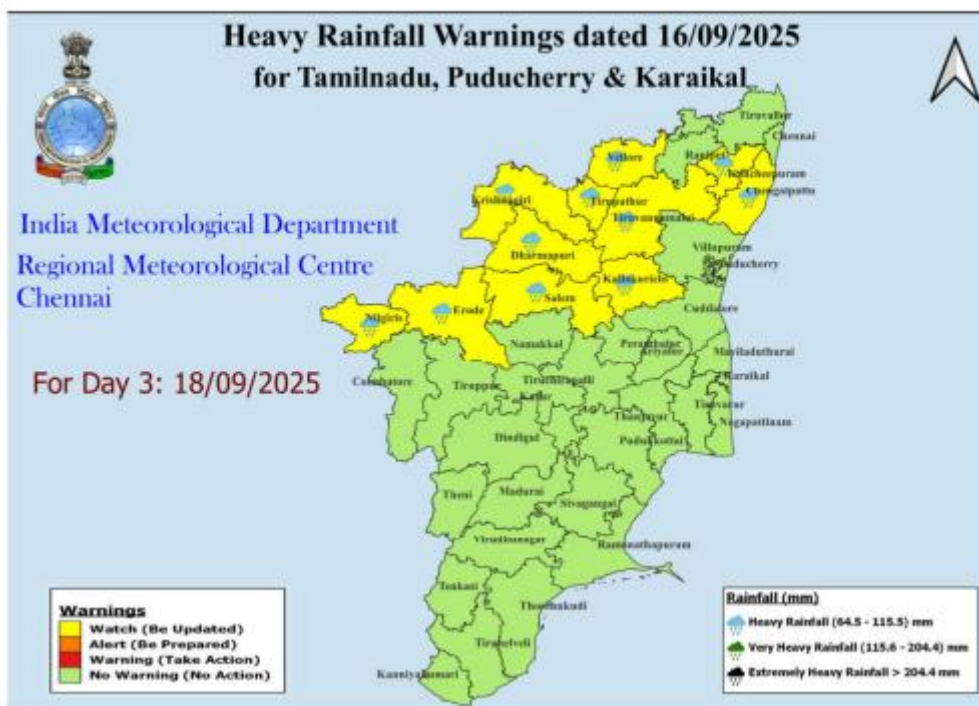 Heavy Rainfall Warnings dated 16/09/2025
for Tamilnadu, Puducherry & Karaikal
India Meteorological Department
Regional Meteorological Centre
Chennai
For Day 3: 18/09/2025
Tiruvallur
Chennai
Ranipet
Vellore
Kancheepuram
Chengalpattu
Krishnagiri
Tirupathur
Tiruvannamalai
Dharmapuri
Villupuram
Puducherry
Kallakurichi
Salem
Erode
Nilgiris
Cuddalore
Namakkal
Perambalur
Ariyalur
Mayiladuthurai
Karaikal
Coimbatore
Tiruppur
Tiruchirapalli
Karur
Tiruvarur
Thanjavur
Nagapattinam
Dindigul
Pudukkottai
Theni
Madurai
Sivagangai
Virudhunagar
Ramanathapuram
Tenkasi
Thoothukudi
Tirunelveli
Kanniyakumari
Warnings
Watch (Be Updated)
Alert (Be Prepared)
Warning (Take Action)
No Warning (No Action)
Rainfall (mm)
Heavy Rainfall (64.5 - 115.5) mm
Very Heavy Rainfall (115.6 - 204.4) mm
Extremely Heavy Rainfall > 204.4 mm